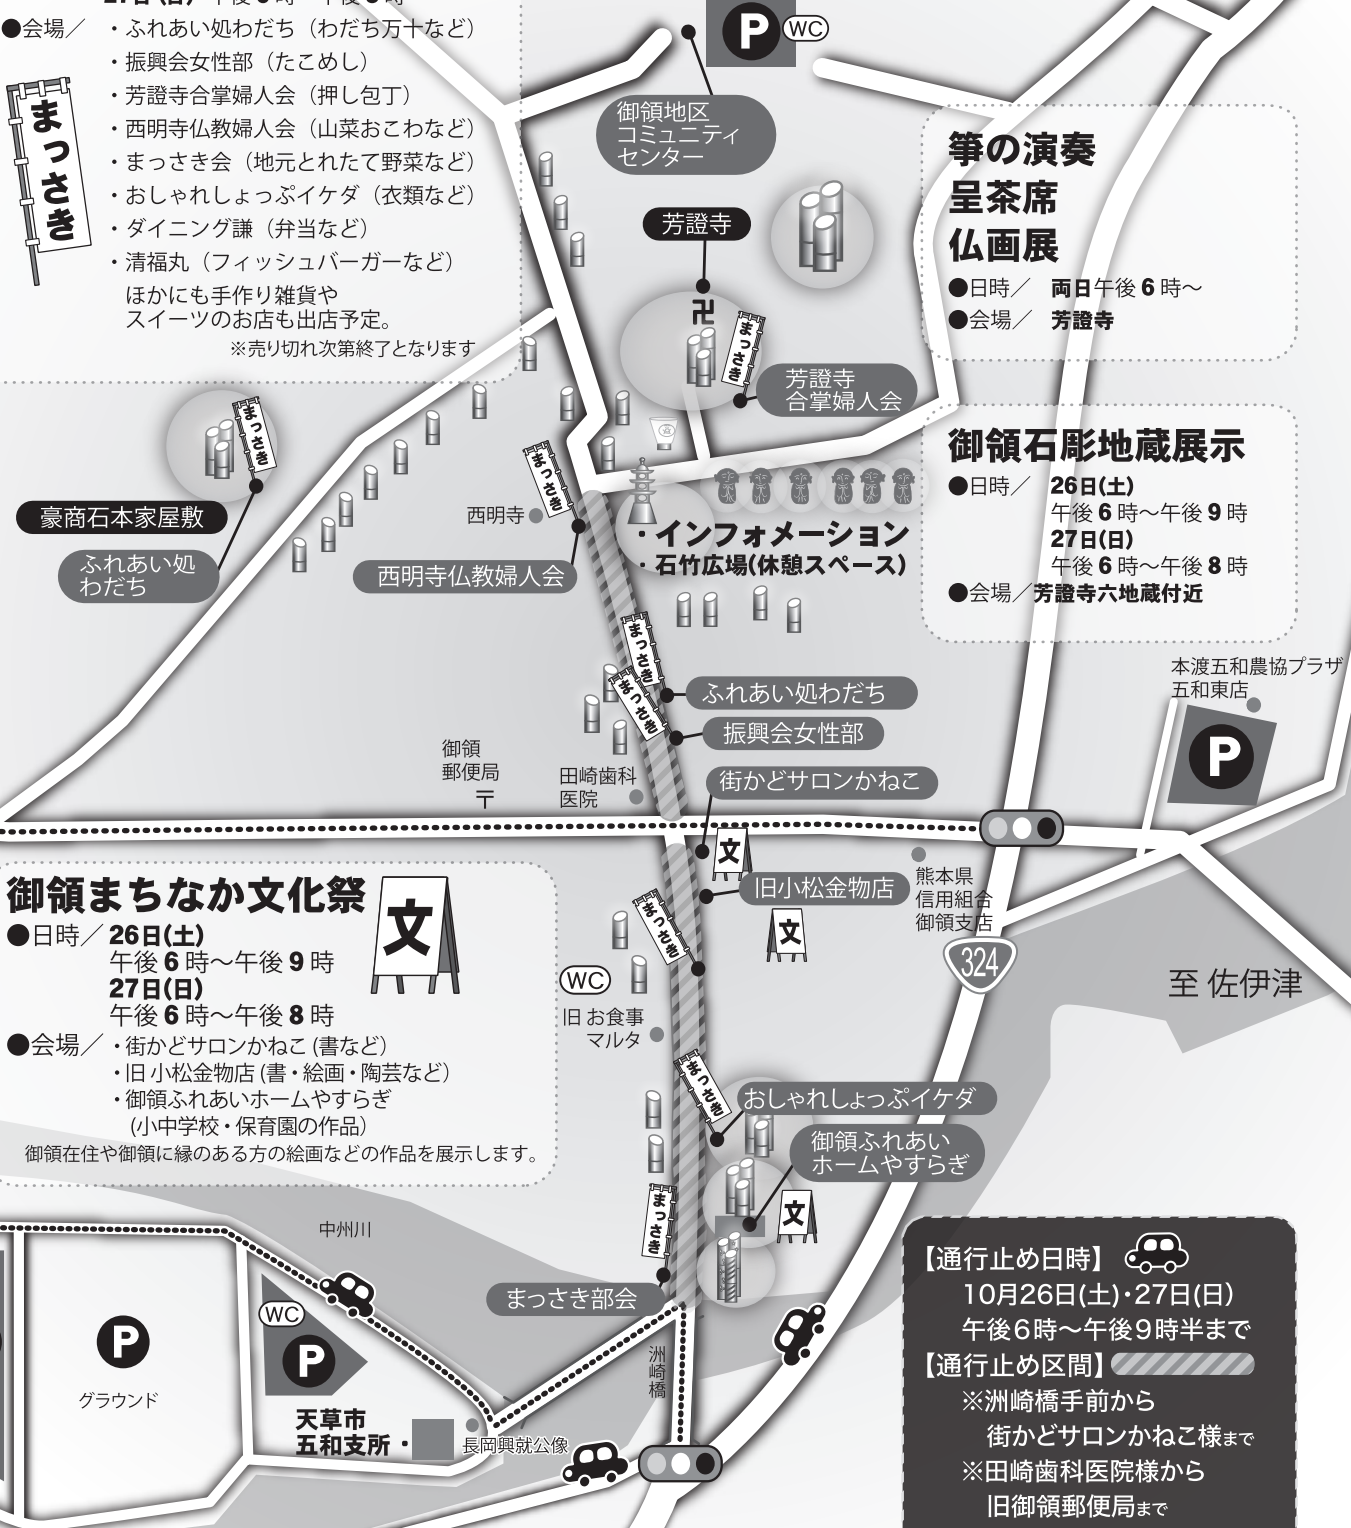 ●会場／ ・ふれあい処わだち（わだち万十など）
・振興会女性部（たこめし）
・芳證寺合掌婦人会（押し包丁）
・西明寺仏教婦人会（山菜おこわなど）
・まっさき会（地元とれたて野菜など）
・おしゃれしょっぷイケダ（衣類など）
・ダイニング謙（弁当など）
・清福丸（フィッシュバーガーなど）
ほかにも手作り雑貨や
スイーツのお店も出店予定。
※売り切れ次第終了となります
まっさき
P
WC
御領地区
コミュニティ
センター
芳證寺
卍
まっさき
芳證寺
合掌婦人会
箏の演奏
呈茶席
仏画展
●日時／ 両日午後6時～
●会場／ 芳證寺
御領石彫地蔵展示
●日時／ 26日(土)
午後6時～午後9時
27日(日)
午後6時～午後8時
●会場／芳證寺六地蔵付近
まっさき
豪商石本家屋敷
ふれあい処
わだち
まっさき
西明寺
西明寺仏教婦人会
・インフォメーション
・石竹広場(休憩スペース)
まっさき
まっさき
ふれあい処わだち
振興会女性部
街かどサロンかねこ
御領
郵便局
〒
田崎歯科
医院
本渡五和農協プラザ
五和東店
P
文
旧小松金物店
文
熊本県
信用組合
御領支店
324
至 佐伊津
御領まちなか文化祭
文
●日時／26日(土)
午後6時～午後9時
27日(日)
午後6時～午後8時
●会場／・街かどサロンかねこ(書など)
・旧 小松金物店(書・絵画・陶芸など)
・御領ふれあいホームやすらぎ
(小中学校・保育園の作品)
御領在住や御領に縁のある方の絵画などの作品を展示します。
まっさき
WC
旧 お食事
マルタ
まっさき
おしゃれしょっぷイケダ
御領ふれあい
ホームやすらぎ
文
まっさき
まっさき部会
中州川
洲崎橋
P
グラウンド
WC
P
天草市
五和支所・
長岡興就公像
【通行止め日時】
10月26日(土)・27日(日)
午後6時～午後9時半まで
【通行止め区間】
※洲崎橋手前から
街かどサロンかねこ様まで
※田崎歯科医院様から
旧御領郵便局まで